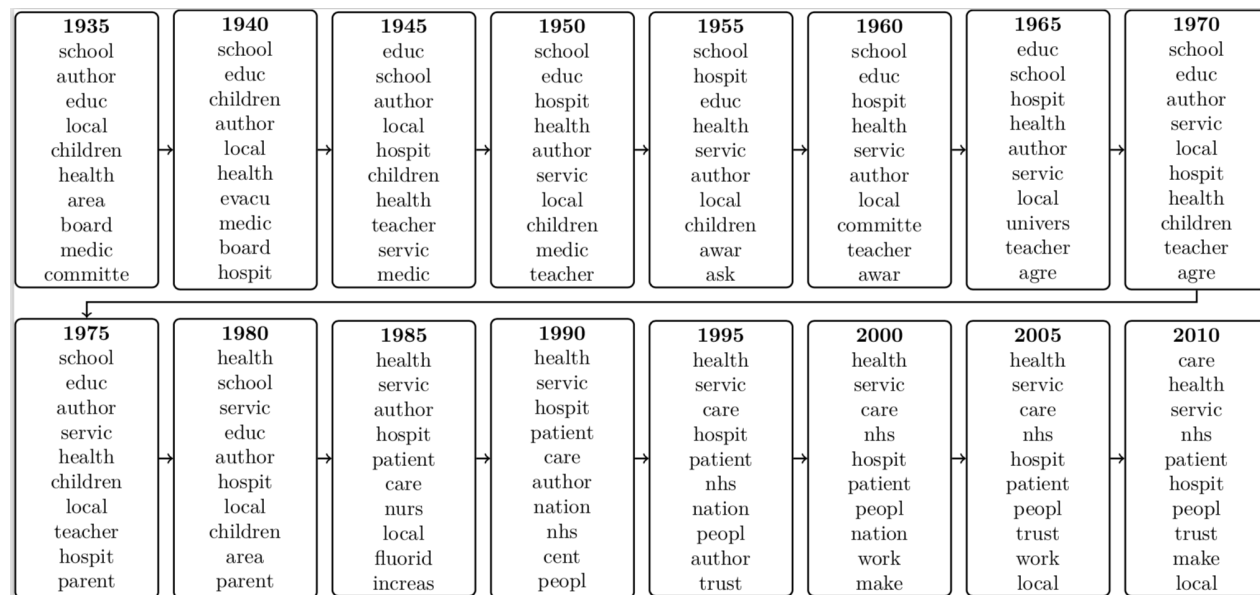 1935
school
author
educ
local
children
health
area
board
medic
committe
1940
school
educ
children
author
local
health
evacu
medic
board
hospit
1945
educ
school
author
local
hospit
children
health
teacher
servic
medic
1950
school
educ
hospit
health
author
servic
local
children
medic
teacher
1955
school
hospit
educ
health
servic
author
local
children
awar
ask
1960
school
educ
hospit
health
servic
author
local
committe
teacher
awar
1965
educ
school
hospit
health
author
servic
local
univers
teacher
agre
1970
school
educ
author
servic
local
hospit
health
children
teacher
agre
1975
school
educ
author
servic
health
children
local
teacher
hospit
parent
1980
health
school
servic
educ
author
hospit
local
children
area
parent
1985
health
servic
author
hospit
patient
care
nurs
local
fluorid
increas
1990
health
servic
hospit
patient
care
author
nation
nhs
cent
peopl
1995
health
servic
care
hospit
patient
nhs
nation
peopl
author
trust
2000
health
servic
care
nhs
hospit
patient
peopl
nation
work
make
2005
health
servic
care
nhs
hospit
patient
peopl
trust
work
local
2010
care
health
servic
nhs
patient
hospit
peopl
trust
make
local